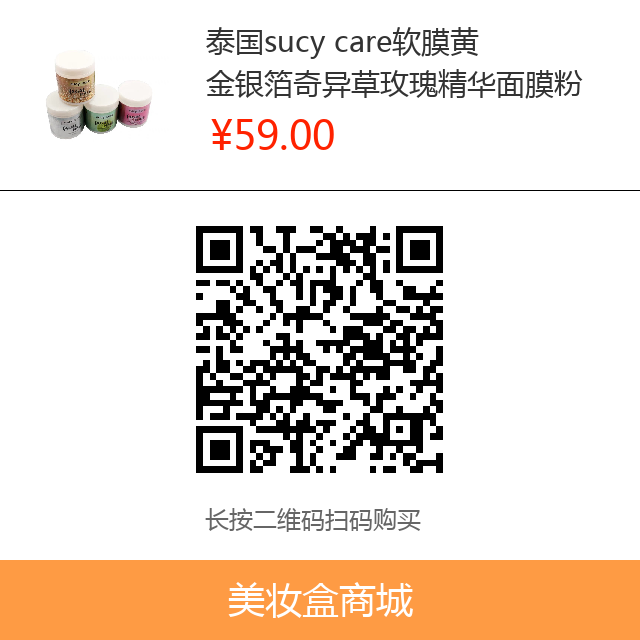 泰国sucy care软膜黄
金银箔奇异草玫瑰精华面膜粉
¥59.00
长按二维码扫码购买
美妆盒商城